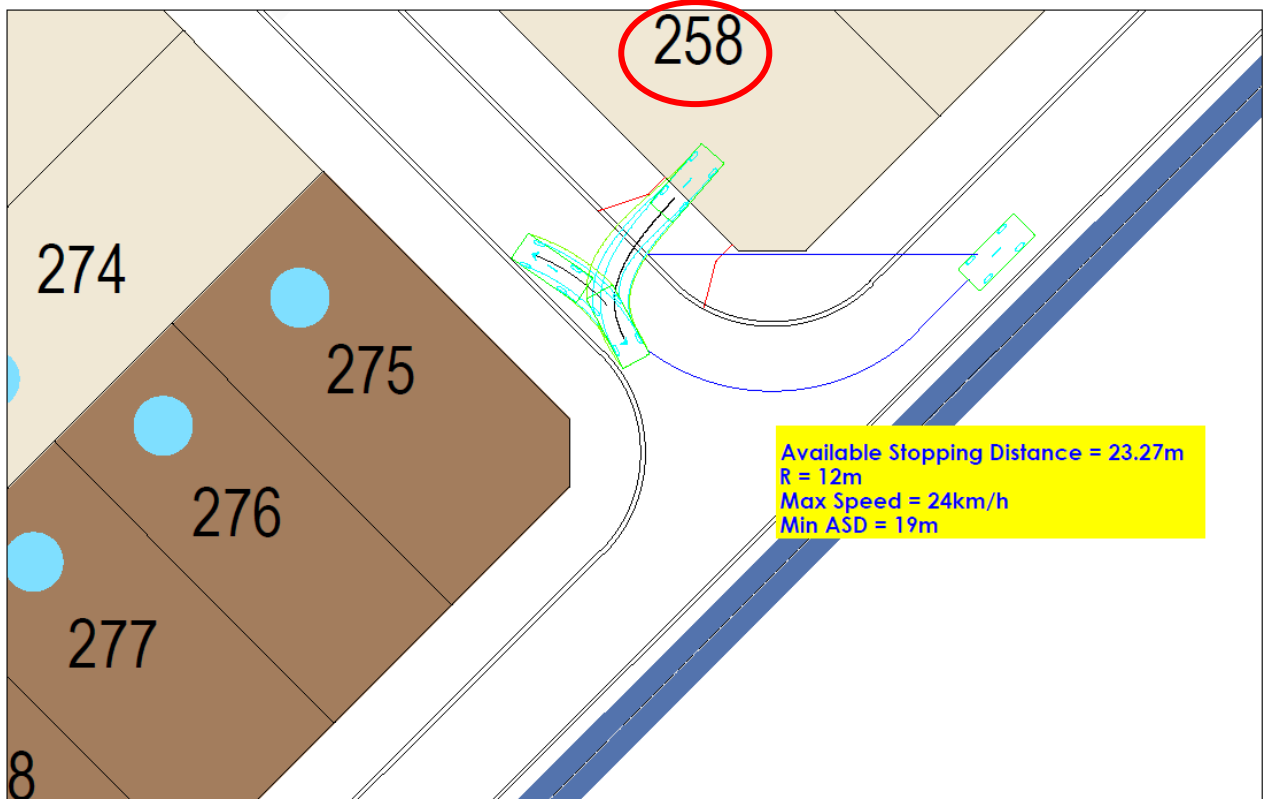 258
274
275
276
277
8
Available Stopping Distance = 23.27m
R = 12m
Max Speed = 24km/h
Min ASD = 19m